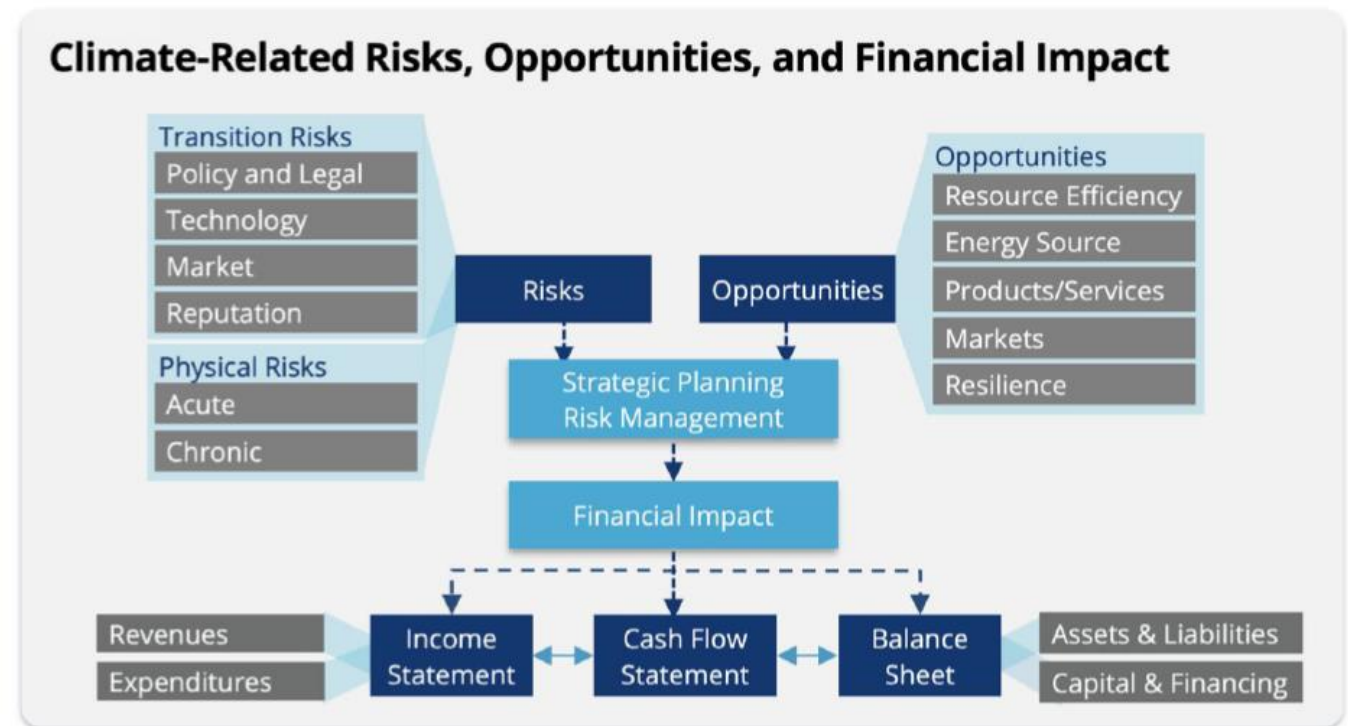 Climate-Related Risks, Opportunities, and Financial Impact
Transition Risks
Policy and Legal
Technology
Market
Reputation
Physical Risks
Acute
Chronic
Risks
Opportunities
Opportunities
Resource Efficiency
Energy Source
Products/Services
Markets
Resilience
Strategic Planning
Risk Management
Financial Impact
Revenues
Expenditures
Income
Statement
Cash Flow
Statement
Balance
Sheet
Assets & Liabilities
Capital & Financing